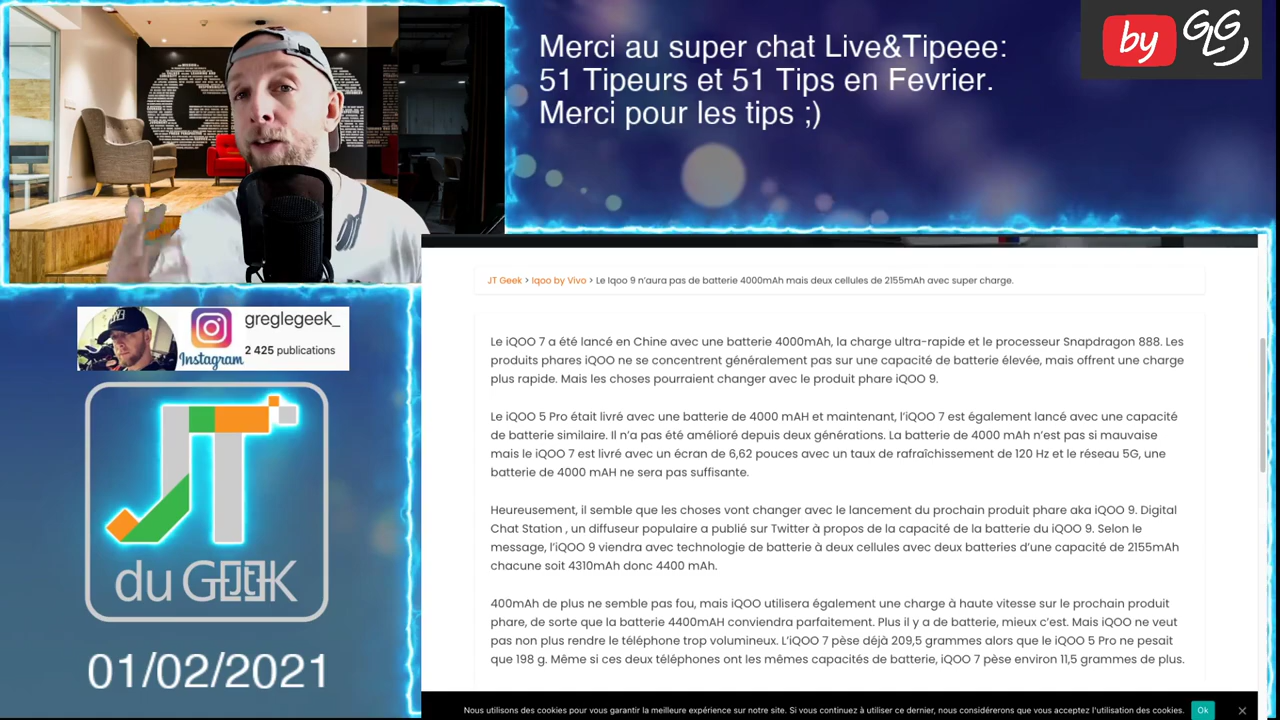 Merci au super chat Live&Tipeee:
51 Tipeurs et 51 Tips en Fevrier.
Merci pour les tips ;)
by GLG
JT Geek > Iqoo by Vivo > Le Iqoo 9 n'aura pas de batterie 4000mAh mais deux cellules de 2155mAh avec super charge.
Le iQOO 7 a été lancé en Chine avec une batterie 4000mAh, la charge ultra-rapide et le processeur Snapdragon 888. Les
produits phares iQOO ne se concentrent généralement pas sur une capacité de batterie élevée, mais offrent une charge
plus rapide. Mais les choses pourraient changer avec le produit phare iQOO 9.
Le iQOO 5 Pro était livré avec une batterie de 4000 mAH et maintenant, l'iQOO 7 est également lancé avec une capacité
de batterie similaire. Il n'a pas été amélioré depuis deux générations. La batterie de 4000 mAh n'est pas si mauvaise
mais le iQOO 7 est livré avec un écran de 6,62 pouces avec un taux de rafraîchissement de 120 Hz et le réseau 5G, une
batterie de 4000 mAH ne sera pas suffisante.
Heureusement, il semble que les choses vont changer avec le lancement du prochain produit phare aka iQOO 9. Digital
Chat Station , un diffuseur populaire a publié sur Twitter à propos de la capacité de la batterie du iQOO 9. Selon le
message, l'iQOO 9 viendra avec technologie de batterie à deux cellules avec deux batteries d'une capacité de 2155mAh
chacune soit 4310mAh donc 4400 mAh.
400mAh de plus ne semble pas fou, mais iQOO utilisera également une charge à haute vitesse sur le prochain produit
phare, de sorte que la batterie 4400mAH conviendra parfaitement. Plus il y a de batterie, mieux c'est. Mais iQOO ne veut
pas non plus rendre le téléphone trop volumineux. L'iQOO 7 pèse déjà 209,5 grammes alors que le iQOO 5 Pro ne pesait
que 198 g. Même si ces deux téléphones ont les mêmes capacités de batterie, iQOO 7 pèse environ 11,5 grammes de plus.
Nous utilisons des cookies pour vous garantir la meilleure expérience sur notre site. Si vous continuez à utiliser ce dernier, nous considérerons que vous acceptez l'utilisation des cookies.
Ok
greglegeek_
Instagram
2 425 publications
JT
du GEEK
01/02/2021